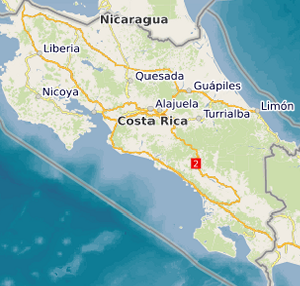 Nicaragua
Liberia
Quesada
Guápiles
Nicoya
Alajuela
Limón
Costa Rica
Turrialba
2